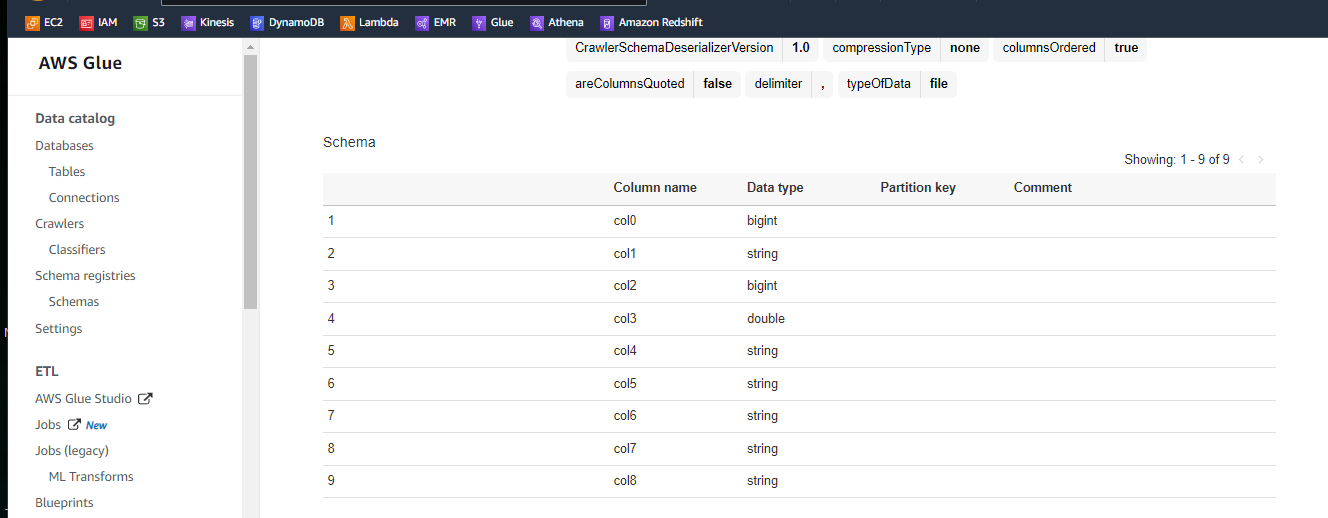 EC2 IAM S3 Kinesis DynamoDB Lambda EMR Glue Athena Amazon Redshift
AWS Glue
Data catalog
Databases
Tables
Connections
Crawlers
Classifiers
Schema registries
Schemas
Settings
ETL
AWS Glue Studio
Jobs New
Jobs (legacy)
ML Transforms
Blueprints
CrawlerSchemaDeserializerVersion 1.0 compressionType none columnsOrdered true
areColumnsQuoted false delimiter , typeOfData file
Schema
Showing: 1 - 9 of 9
Column name Data type Partition key Comment
1 col0 bigint
2 col1 string
3 col2 bigint
4 col3 double
5 col4 string
6 col5 string
7 col6 string
8 col7 string
9 col8 string